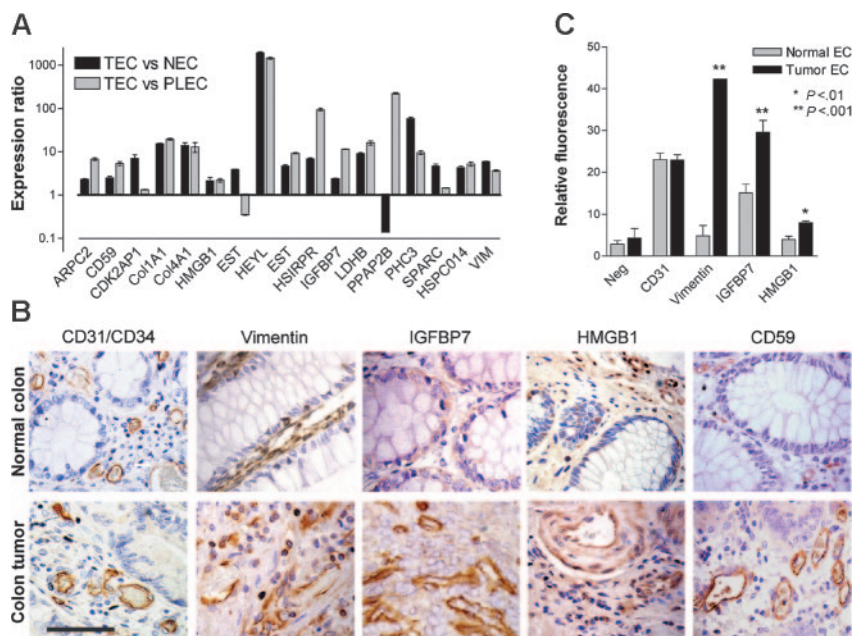 A
TEC vs NEC
TEC vs PLEC
Expression ratio
1000
100
10
1
0.1
ARPC2
CD59
CDK2AP1
Col1A1
Col4A1
HMGB1
EST
HEYL
EST
HSIRPR
IGFBP7
LDHB
PPAP2B
PHC3
SPARC
HSPC014
VIM
C
Normal EC
Tumor EC
* P<.01
** P<.001
Relative fluorescence
50
40
30
20
10
0
**
**
*
Neg
CD31
Vimentin
IGFBP7
HMGB1
B
CD31/CD34 Vimentin IGFBP7 HMGB1 CD59
Normal colon
Colon tumor